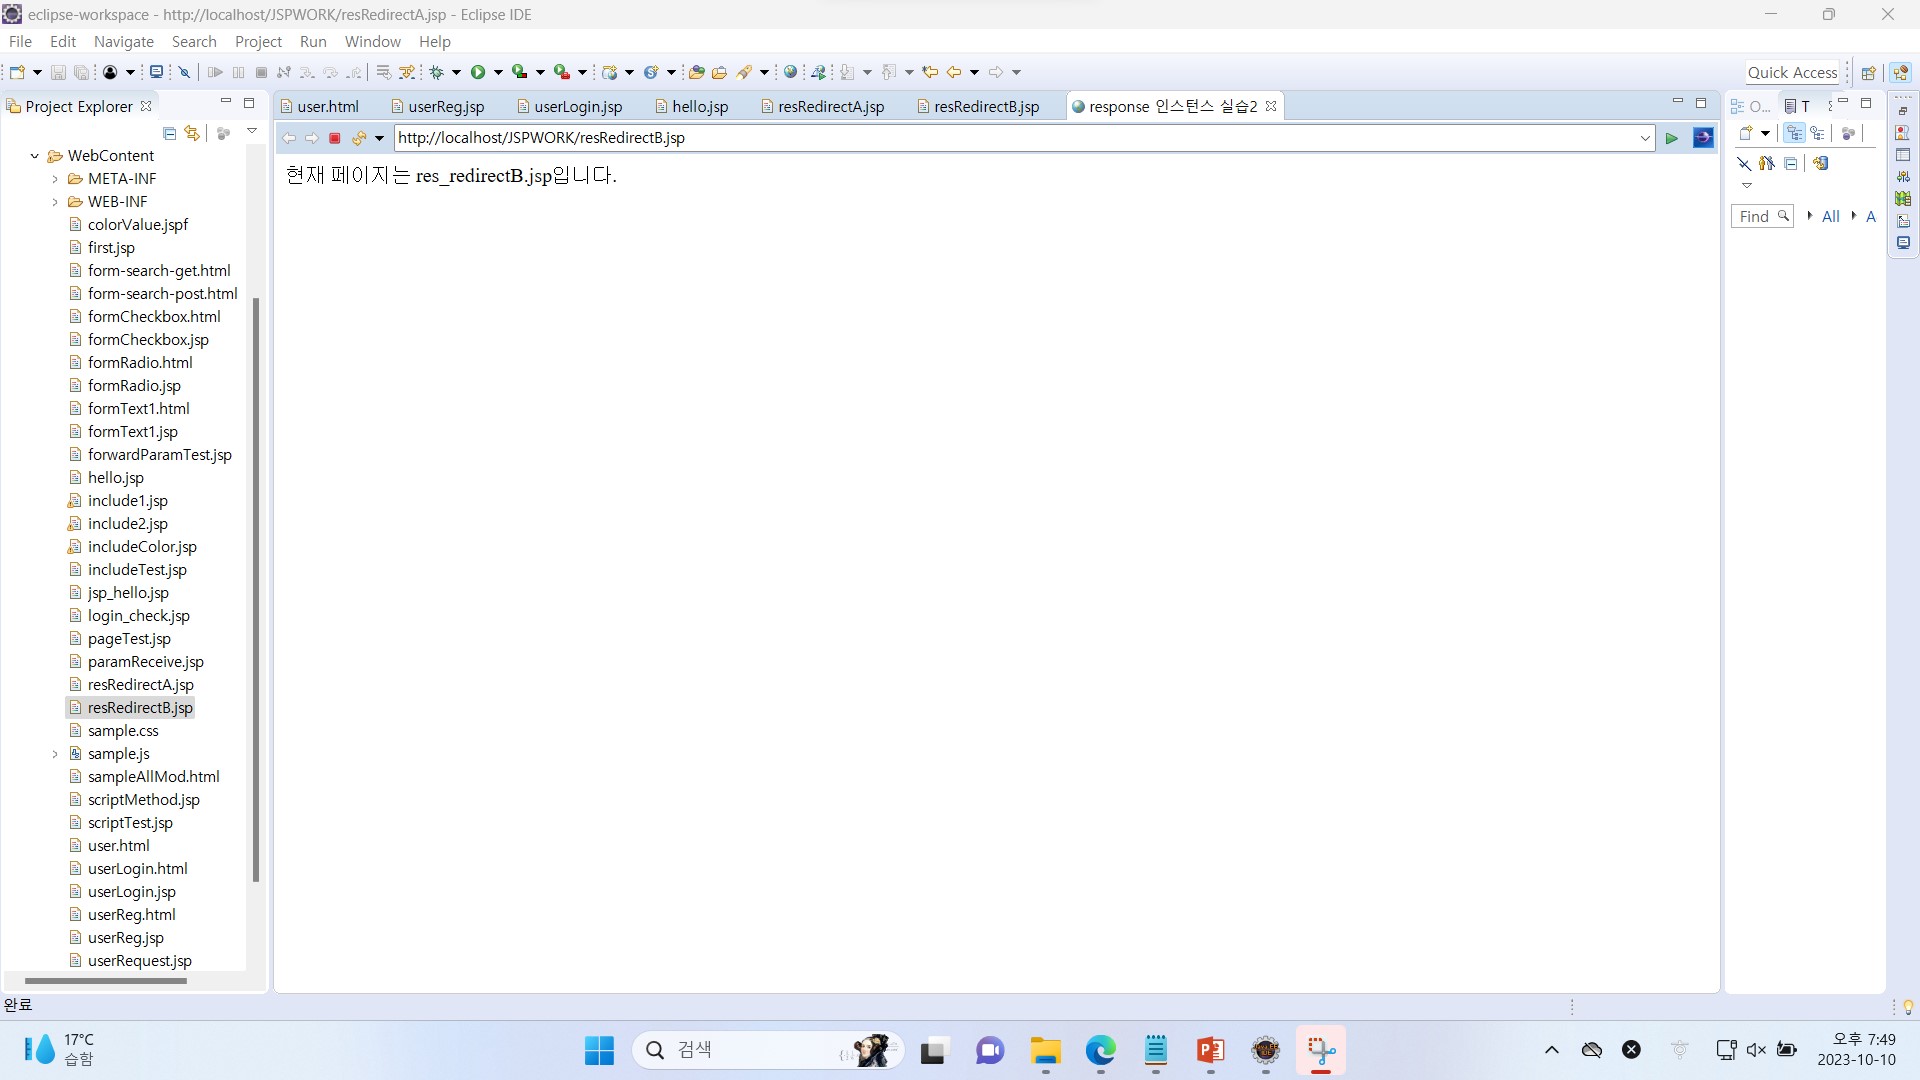 eclipse-workspace - http://localhost/JSPWORK/resRedirectA.jsp - Eclipse IDE
File Edit Navigate Search Project Run Window Help
Quick Access
Project Explorer
user.html userReg.jsp userLogin.jsp hello.jsp resRedirectA.jsp resRedirectB.jsp response 인스턴스 실습2
O... T
http://localhost/JSPWORK/resRedirectB.jsp
현재 페이지는 res_redirectB.jsp입니다.
Find All A
WebContent
META-INF
WEB-INF
colorValue.jspf
first.jsp
form-search-get.html
form-search-post.html
formCheckbox.html
formCheckbox.jsp
formRadio.html
formRadio.jsp
formText1.html
formText1.jsp
forwardParamTest.jsp
hello.jsp
include1.jsp
include2.jsp
includeColor.jsp
includeTest.jsp
jsp_hello.jsp
login_check.jsp
pageTest.jsp
paramReceive.jsp
resRedirectA.jsp
resRedirectB.jsp
sample.css
sample.js
sampleAllMod.html
scriptMethod.jsp
scriptTest.jsp
user.html
userLogin.html
userLogin.jsp
userReg.html
userReg.jsp
userRequest.jsp
완료
17°C
습함
검색
오후 7:49
2023-10-10